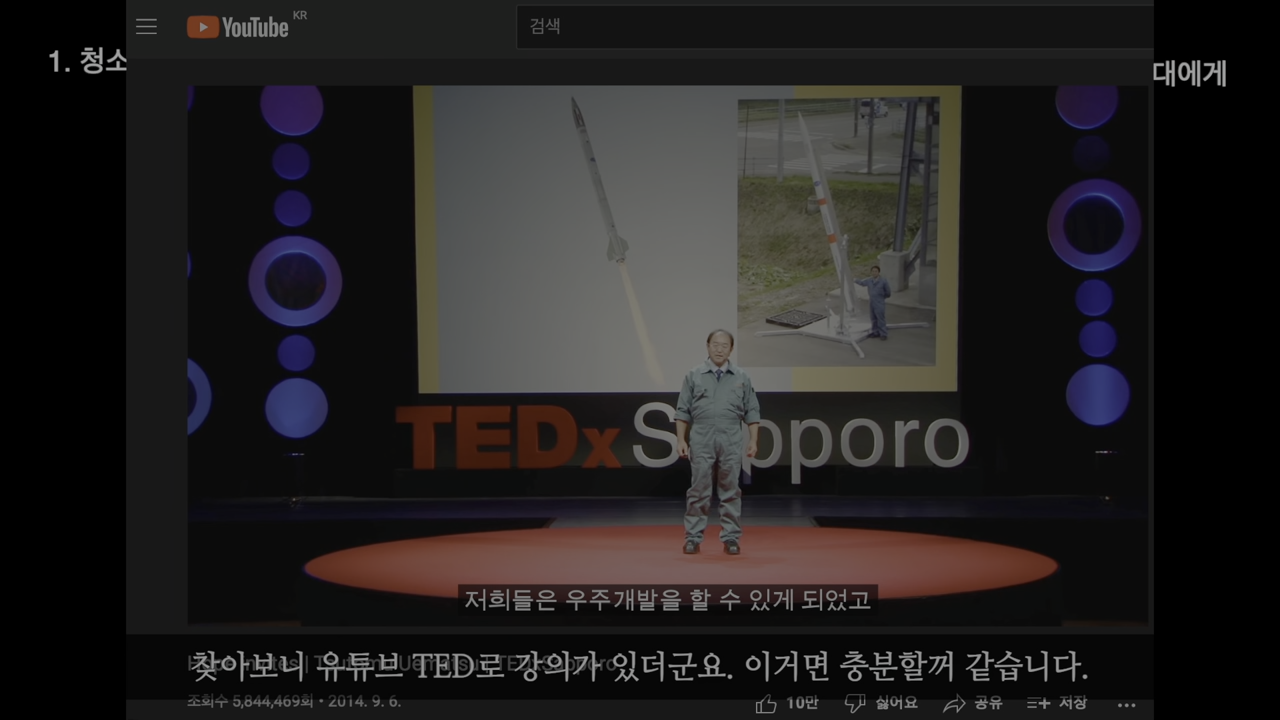 YouTube KR
검색
1. 청소
대에게
TEDxSapporo
저희들은 우주개발을 할 수 있게 되었고
찾아보니 유튜브 TED로 강의가 있더군요. 이거면 충분할꺼 같습니다.
조회수 5,844,469회 • 2014. 9. 6.
10만
싫어요
공유
저장